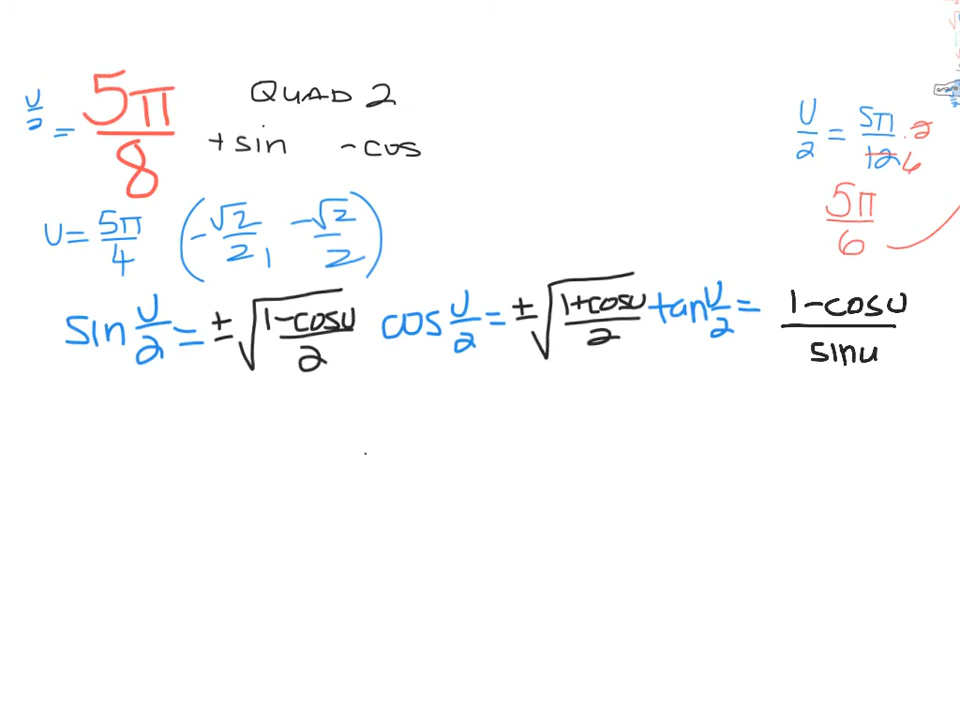 u/2 = 5π/8 QUAD 2
+sin -cos
u = 5π/4 (-√2/2, -√2/2)
sin u/2 = ±√((1-cosu)/2) cos u/2 = ±√((1+cosu)/2) tan u/2 = (1-cosu)/(sinu)
u/2 = 5π/12 · 2 6
5π/6